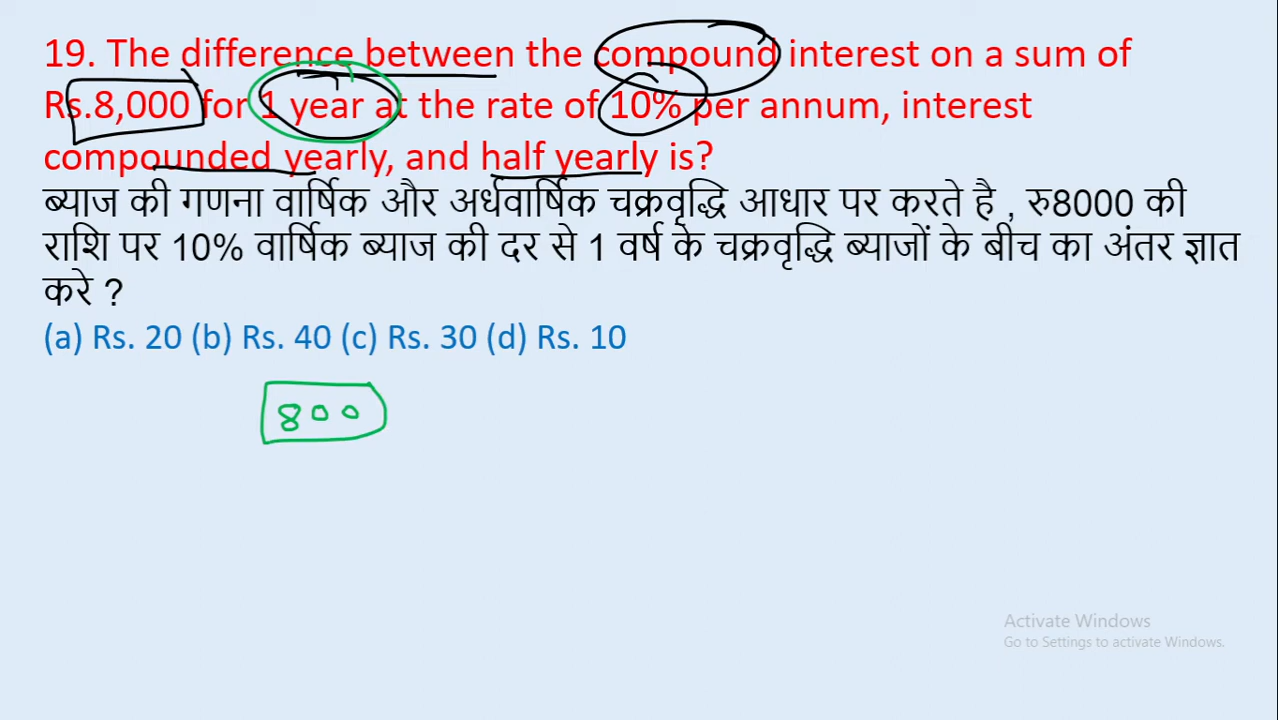 19. The difference between the compound interest on a sum of
Rs.8,000 for 1 year at the rate of 10% per annum, interest
compounded yearly, and half yearly is?
ब्याज की गणना वार्षिक और अर्धवार्षिक चक्रवृद्धि आधार पर करते है , रु8000 की
राशि पर 10% वार्षिक ब्याज की दर से 1 वर्ष के चक्रवृद्धि ब्याजों के बीच का अंतर ज्ञात
करे ?
(a) Rs. 20 (b) Rs. 40 (c) Rs. 30 (d) Rs. 10
800
Activate Windows
Go to Settings to activate Windows.